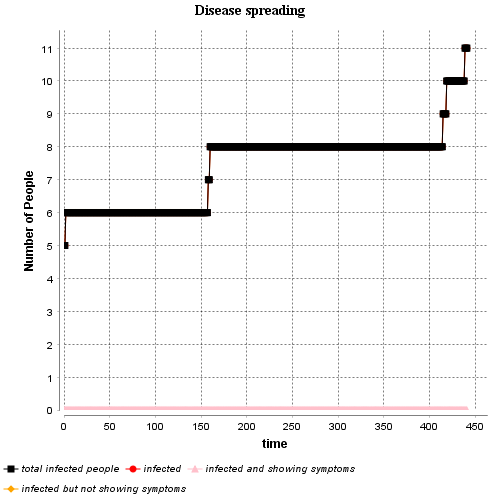 Disease spreading
11
10
9
8
7
6
5
4
3
2
1
0
Number of People
0 50 100 150 200 250 300 350 400 450
time
total infected people infected infected and showing symptoms
infected but not showing symptoms